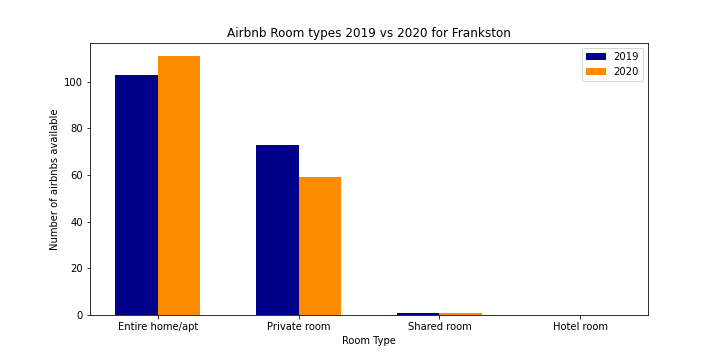 Airbnb Room types 2019 vs 2020 for Frankston
2019
2020
Number of airbnbs available
100
80
60
40
20
0
Entire home/apt
Private room
Shared room
Hotel room
Room Type